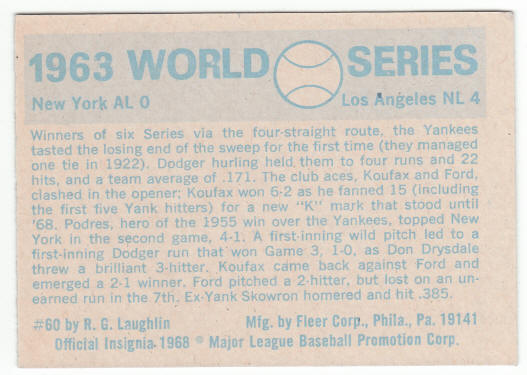 1963 WORLD SERIES
New York AL 0 Los Angeles NL 4
Winners of six Series via the four-straight route, the Yankees
tasted the losing end of the sweep for the first time (they managed
one tie in 1922). Dodger hurling held them to four runs and 22
hits, and a team average of .171. The club aces, Koufax and Ford,
clashed in the opener; Koufax won 6-2 as he fanned 15 (including
the first five Yank hitters) for a new "K" mark that stood until
'68. Podres, hero of the 1955 win over the Yankees, topped New
York in the second game, 4-1. A first-inning wild pitch led to a
first-inning Dodger run that won Game 3, 1-0, as Don Drysdale
threw a brilliant 3-hitter. Koufax came back against Ford and
emerged a 2-1 winner. Ford pitched a 2-hitter, but lost on an un-
earned run in the 7th. Ex-Yank Skowron homered and hit .385.
#60 by R. G. Laughlin Mfg. by Fleer Corp., Phila., Pa. 19141
Official Insignia 1968 ® Major League Baseball Promotion Corp.